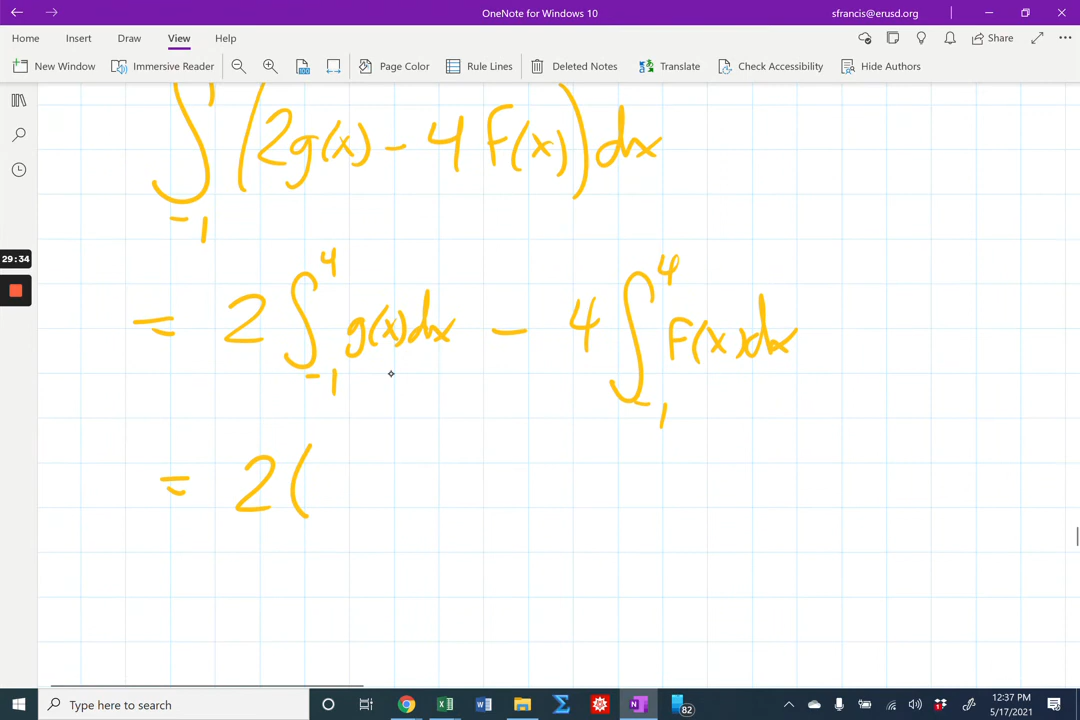 OneNote for Windows 10
sfrancis@erusd.org
Home Insert Draw View Help
Share
New Window Immersive Reader Page Color Rule Lines Deleted Notes Translate Check Accessibility Hide Authors
∫ -1 (2g(x) - 4 F(x)) dx
29:34
= 2 ∫ 4 -1 g(x)dx - 4 ∫ 4 -1 F(x)dx
= 2 (
Type here to search
82
12:37 PM
5/17/2021